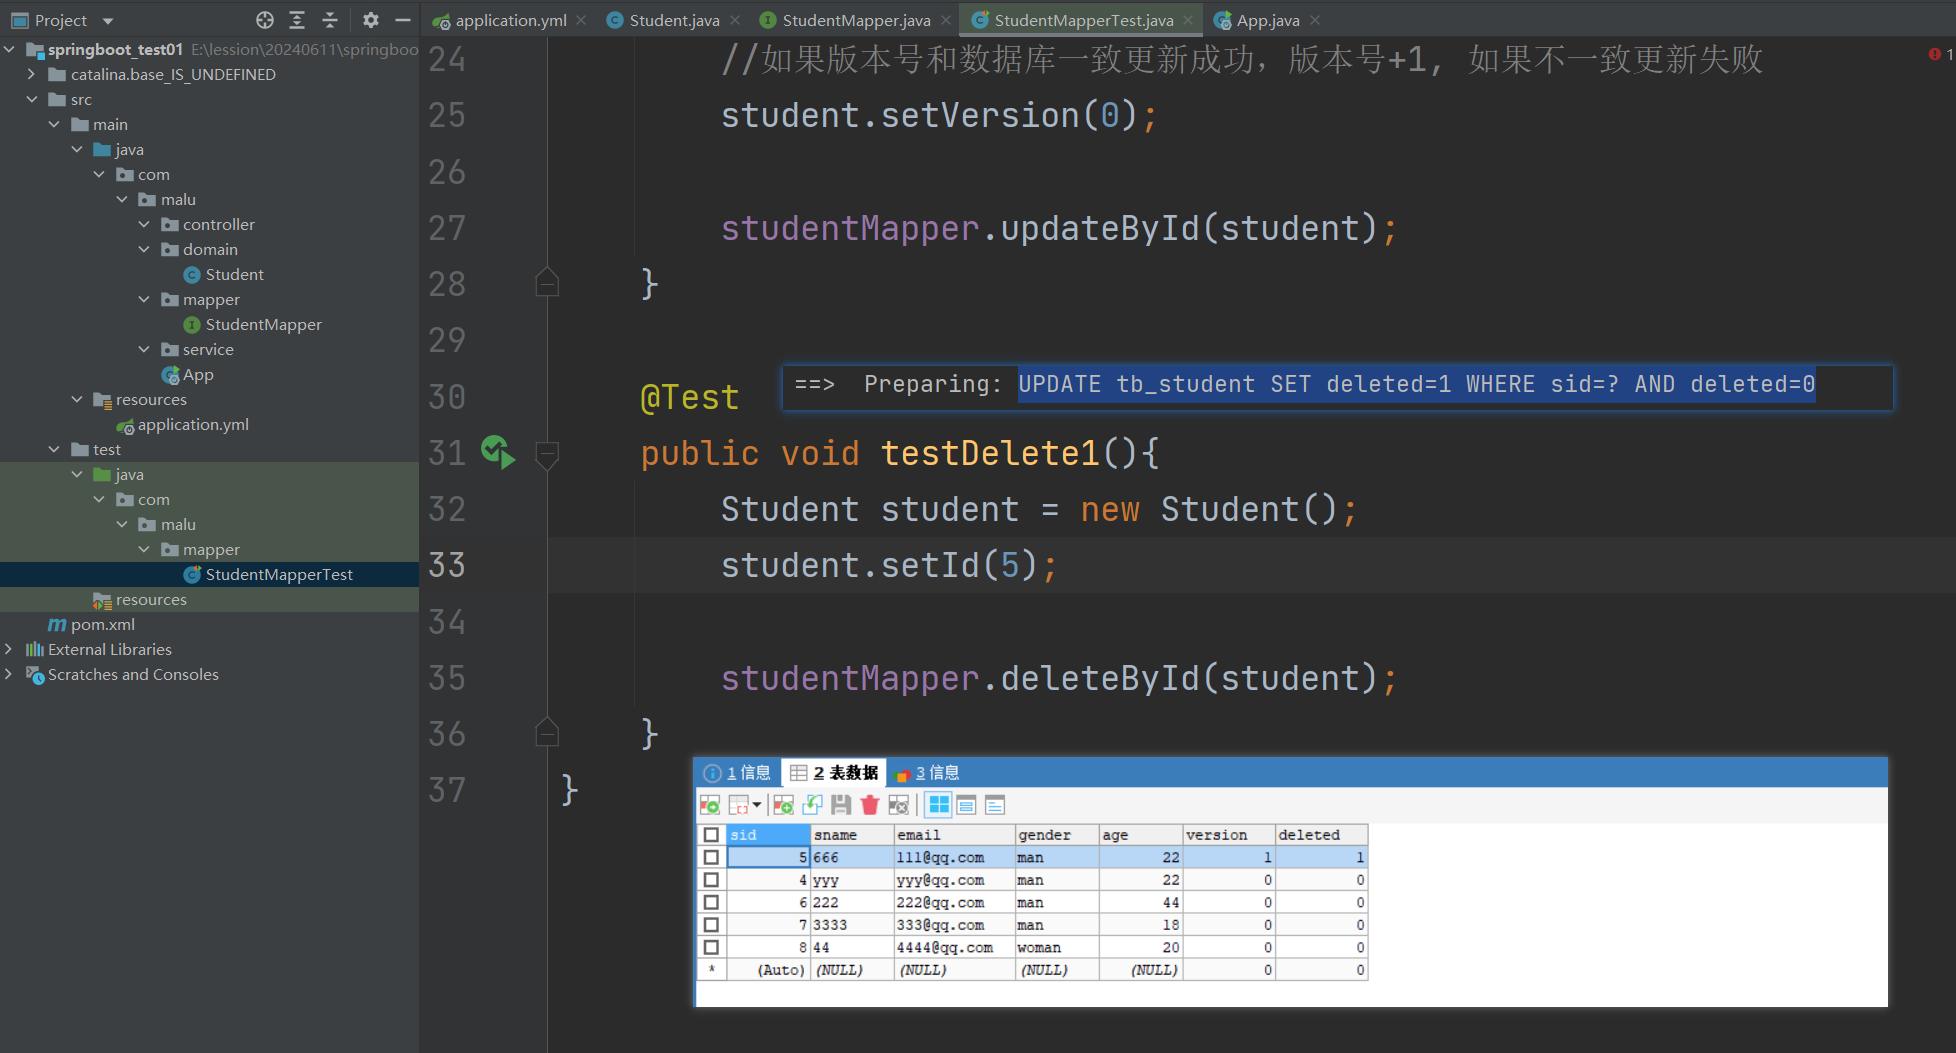 Project
springboot_test01 E:\lession\20240611\springboo
catalina.base_IS_UNDEFINED
src
main
java
com
malu
controller
domain
Student
mapper
StudentMapper
service
App
resources
application.yml
test
java
com
malu
mapper
StudentMapperTest
resources
pom.xml
External Libraries
Scratches and Consoles
application.yml Student.java StudentMapper.java StudentMapperTest.java App.java
24 //如果版本号和数据库一致更新成功，版本号+1, 如果不一致更新失败
1
25 student.setVersion(0);
26
27 studentMapper.updateById(student);
28 }
29
30 @Test
==> Preparing: UPDATE tb_student SET deleted=1 WHERE sid=? AND deleted=0
31 public void testDelete1(){
32 Student student = new Student();
33 student.setId(5);
34
35 studentMapper.deleteById(student);
36 }
37 }
1 信息 2 表数据 3 信息
sid sname email gender age version deleted
5 666 111@qq.com man 22 1 1
4 yyy yyy@qq.com man 22 0 0
6 222 222@qq.com man 44 0 0
7 3333 333@qq.com man 18 0 0
8 44 4444@qq.com woman 20 0 0
* (Auto) (NULL) (NULL) (NULL) (NULL) 0 0